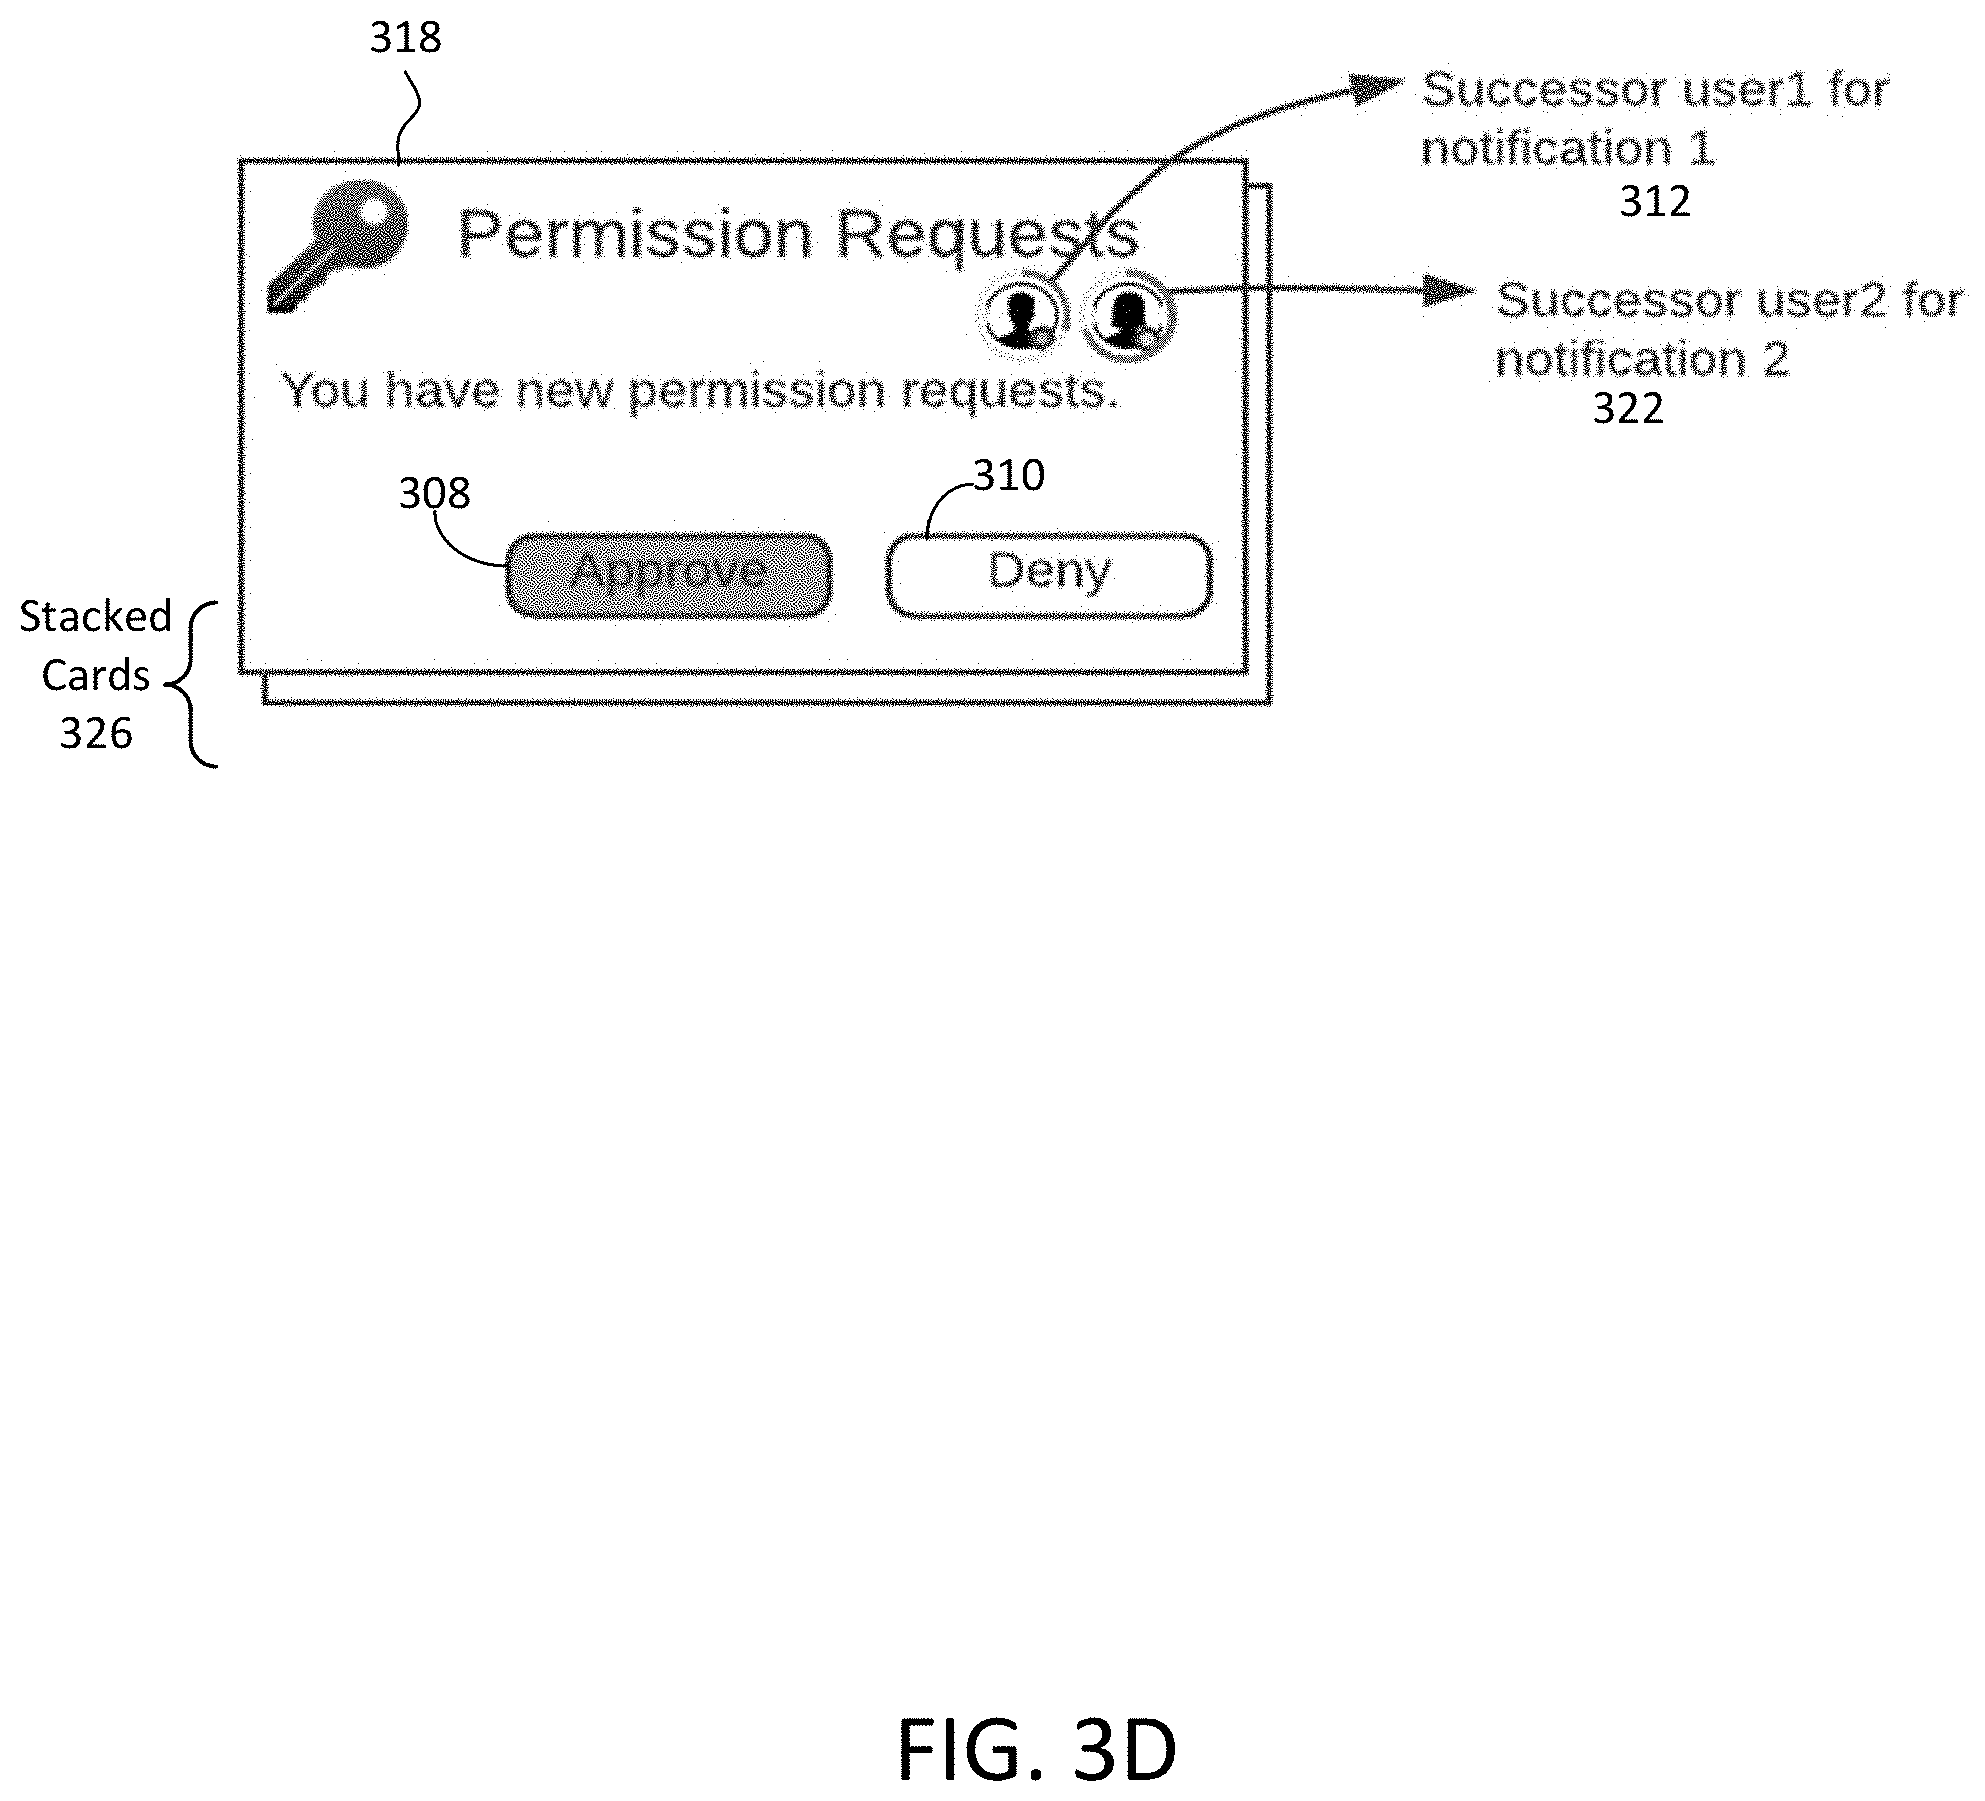 318
Successor user1 for
notification 1
312
Permission Requests
Successor user2 for
notification 2
322
You have new permission requests.
308
310
Approve
Deny
Stacked
Cards
326
FIG. 3D